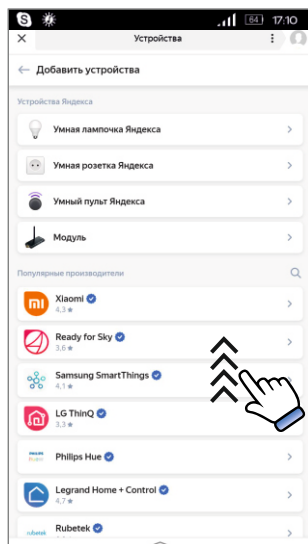 64 17:10
Устройства
← Добавить устройства
Устройства Яндекса
Умная лампочка Яндекса
Умная розетка Яндекса
Умный пульт Яндекса
Модуль
Популярные производители
Xiaomi
4,3 ★
Ready for Sky
3,6 ★
Samsung SmartThings
4,1 ★
LG ThinQ
3,3 ★
Philips Hue
Legrand Home + Control
4,7 ★
rubetek Rubetek